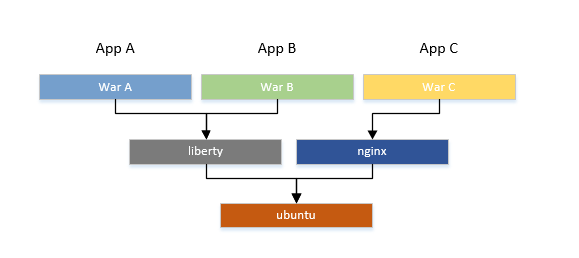 App A
App B
App C
War A
War B
War C
liberty
nginx
ubuntu